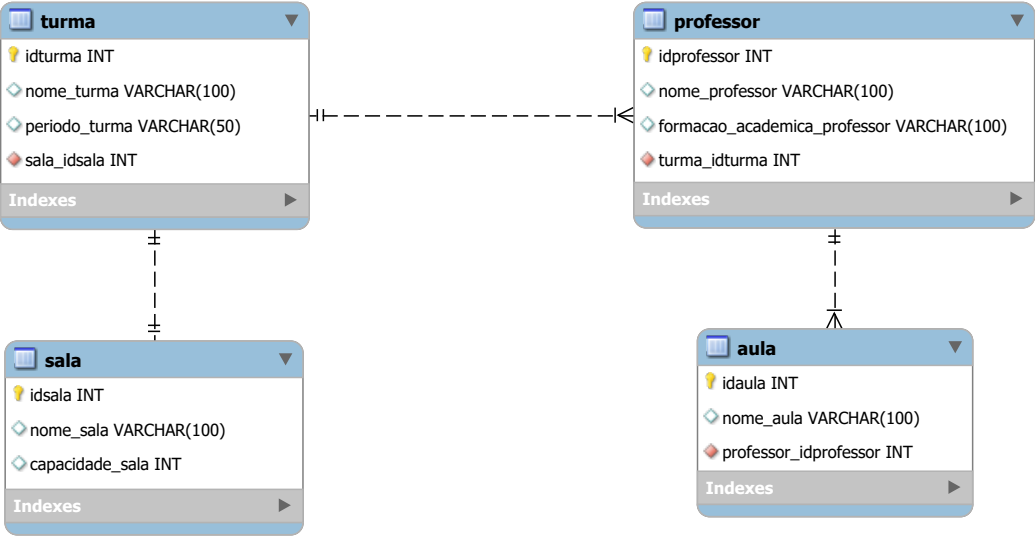 turma
idturma INT
nome_turma VARCHAR(100)
periodo_turma VARCHAR(50)
sala_idsala INT
Indexes
professor
idprofessor INT
nome_professor VARCHAR(100)
formacao_academica_professor VARCHAR(100)
turma_idturma INT
Indexes
sala
idsala INT
nome_sala VARCHAR(100)
capacidade_sala INT
Indexes
aula
idaula INT
nome_aula VARCHAR(100)
professor_idprofessor INT
Indexes